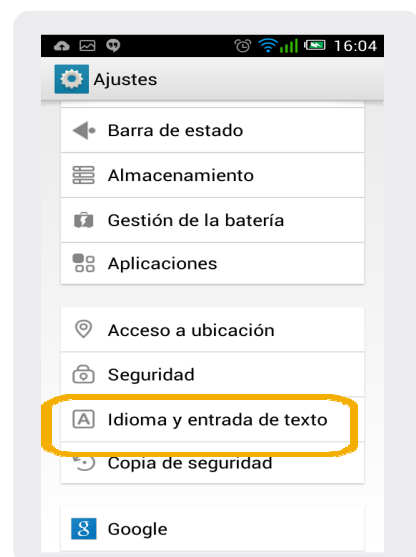 16:04
Ajustes
Barra de estado
Almacenamiento
Gestión de la batería
Aplicaciones
Acceso a ubicación
Seguridad
A Idioma y entrada de texto
Copia de seguridad
8 Google